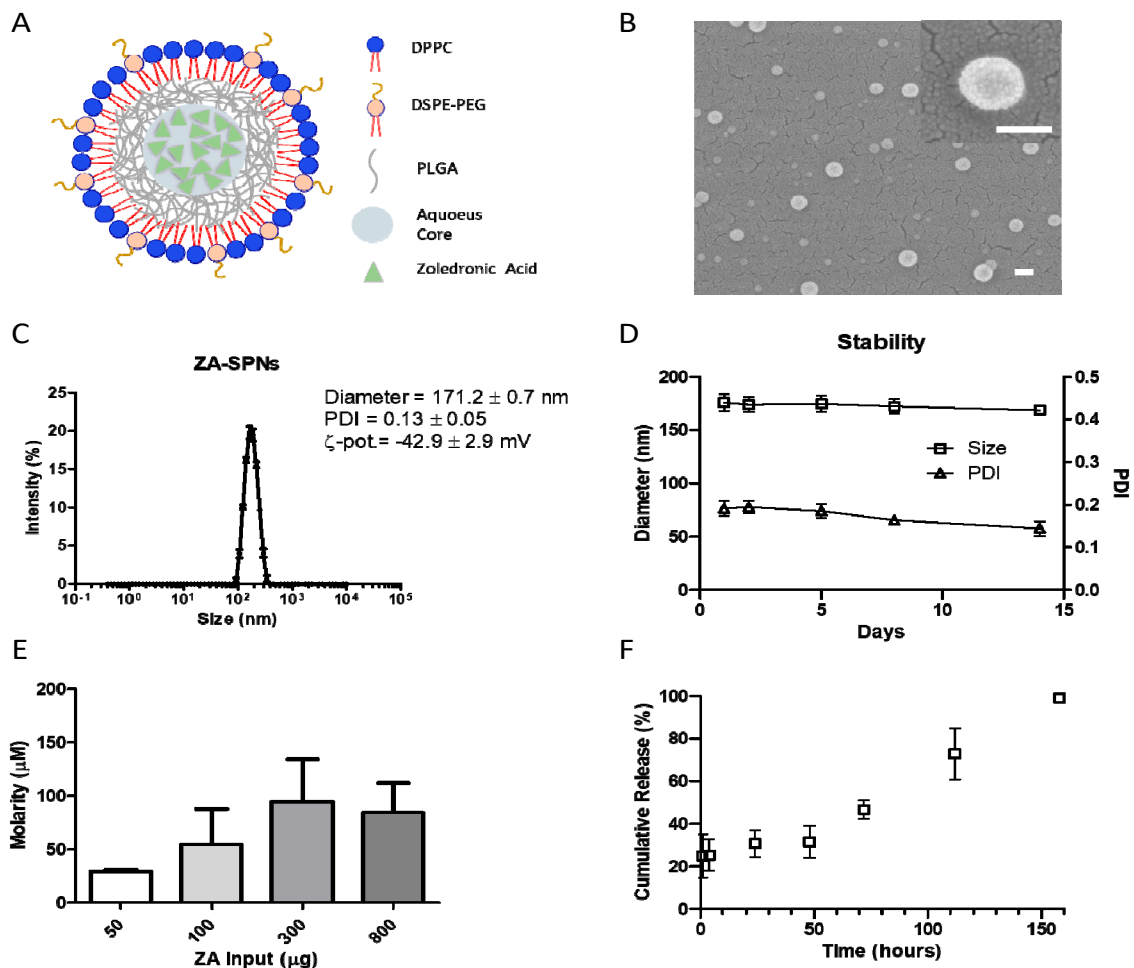 A
DPPC
DSPE-PEG
PLGA
Aquoeus
Core
Zoledronic Acid
B
C
ZA-SPNs
Diameter = 171.2 ± 0.7 nm
PDI = 0.13 ± 0.05
ζ-pot.= -42.9 ± 2.9 mV
Intensity (%)
25
20
15
10
5
0
10-1 100 101 102 103 104 105
Size (nm)
D
Stability
Diameter (nm)
200
150
100
50
0
Size
PDI
0.5
0.4
0.3
0.2
0.1
0.0
PDI
0 5 10 15
Days
E
Molarity (μM)
200
150
100
50
0
50 100 300 800
ZA Input (μg)
F
Cumulative Release (%)
100
80
60
40
20
0
0 50 100 150
Time (hours)